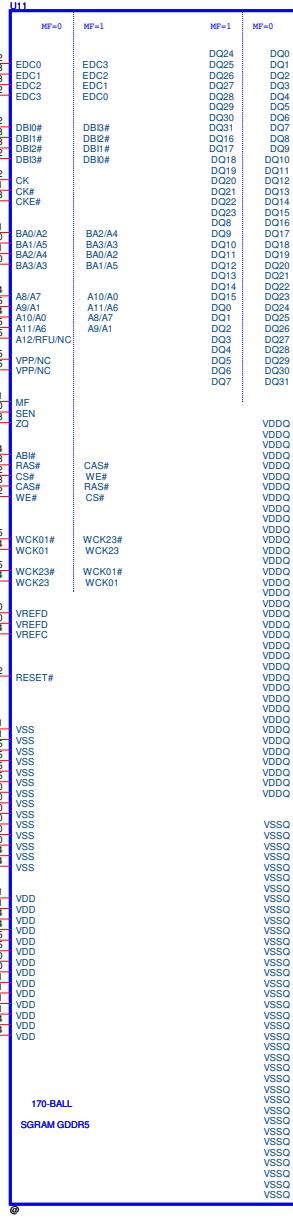 U11
MF=0 MF=1 MF=1 MF=0
DQ24 DQ0
EDC0 EDC3 DQ25 DQ1
EDC1 EDC2 DQ26 DQ2
EDC2 EDC1 DQ27 DQ3
EDC3 EDC0 DQ28 DQ4
DQ29 DQ5
DQ30 DQ6
DBI0# DBI3# DQ31 DQ7
DBI1# DBI2# DQ16 DQ8
DBI2# DBI1# DQ17 DQ9
DBI3# DBI0# DQ18 DQ10
DQ19 DQ11
CK DQ20 DQ12
CK# DQ21 DQ13
CKE# DQ22 DQ14
DQ23 DQ15
DQ8 DQ16
BA0/A2 BA2/A4 DQ9 DQ17
BA1/A5 BA3/A3 DQ10 DQ18
BA2/A4 BA0/A2 DQ11 DQ19
BA3/A3 BA1/A5 DQ12 DQ20
DQ13 DQ21
DQ14 DQ22
A8/A7 A10/A0 DQ15 DQ23
A9/A1 A11/A6 DQ0 DQ24
A10/A0 A8/A7 DQ1 DQ25
A11/A6 A9/A1 DQ2 DQ26
A12/RFU/NC DQ3 DQ27
DQ4 DQ28
VPP/NC DQ5 DQ29
VPP/NC DQ6 DQ30
DQ7 DQ31
MF
SEN
ZQ VDDQ
VDDQ
VDDQ
ABI# VDDQ
RAS# CAS# VDDQ
CS# WE# VDDQ
CAS# RAS# VDDQ
WE# CS# VDDQ
VDDQ
VDDQ
VDDQ
WCK01# WCK23# VDDQ
WCK01 WCK23 VDDQ
VDDQ
WCK23# WCK01# VDDQ
WCK23 WCK01 VDDQ
VDDQ
VDDQ
VREFD VDDQ
VREFD VDDQ
VREFC VDDQ
VDDQ
VDDQ
VDDQ
RESET# VDDQ
VDDQ
VDDQ
VDDQ
VDDQ
VSS VDDQ
VSS VDDQ
VSS VDDQ
VSS VDDQ
VSS VDDQ
VSS VDDQ
VSS VDDQ
VSS
VSS
VSS VSSQ
VSS VSSQ
VSS VSSQ
VSS VSSQ
VSS VSSQ
VSSQ
VSSQ
VDD VSSQ
VDD VSSQ
VDD VSSQ
VDD VSSQ
VDD VSSQ
VDD VSSQ
VDD VSSQ
VDD VSSQ
VDD VSSQ
VDD VSSQ
VDD VSSQ
VDD VSSQ
VDD VSSQ
VDD VSSQ
VSSQ
VSSQ
VSSQ
VSSQ
VSSQ
170-BALL VSSQ
VSSQ
SGRAM GDDR5 VSSQ
VSSQ
VSSQ
VSSQ
VSSQ
VSSQ
VSSQ
VSSQ
@